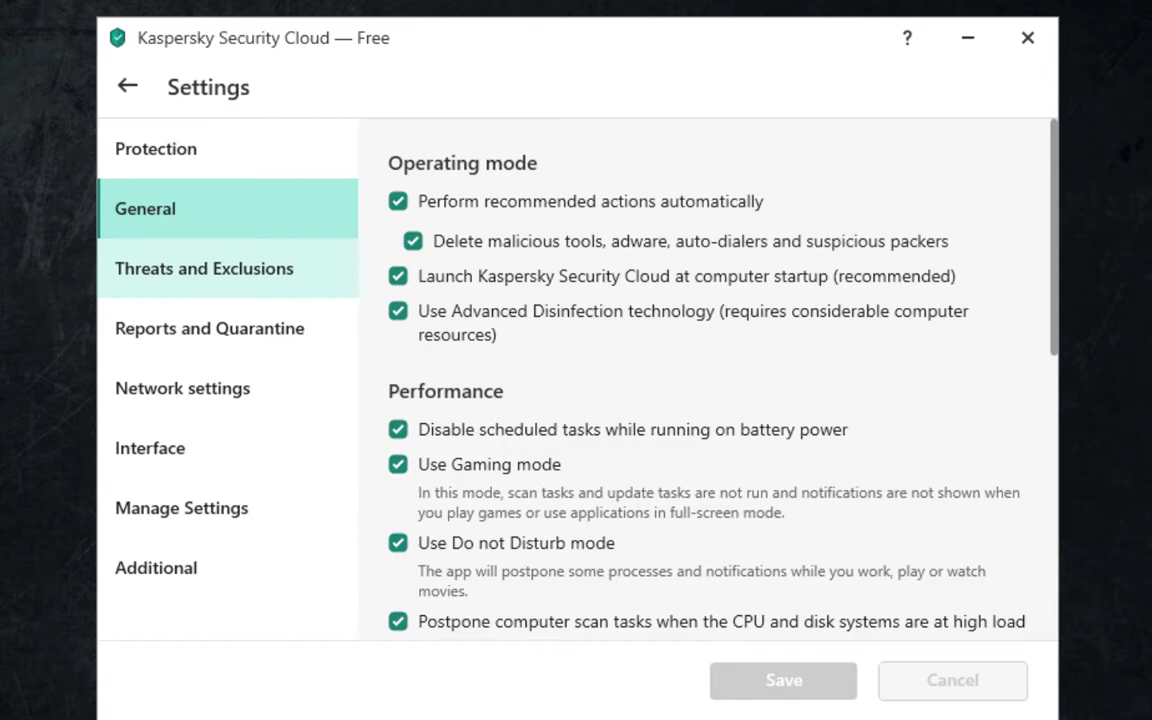 Kaspersky Security Cloud — Free
?
Settings
Protection
General
Threats and Exclusions
Reports and Quarantine
Network settings
Interface
Manage Settings
Additional
Operating mode
Perform recommended actions automatically
Delete malicious tools, adware, auto-dialers and suspicious packers
Launch Kaspersky Security Cloud at computer startup (recommended)
Use Advanced Disinfection technology (requires considerable computer
resources)
Performance
Disable scheduled tasks while running on battery power
Use Gaming mode
In this mode, scan tasks and update tasks are not run and notifications are not shown when
you play games or use applications in full-screen mode.
Use Do not Disturb mode
The app will postpone some processes and notifications while you work, play or watch
movies.
Postpone computer scan tasks when the CPU and disk systems are at high load
Save
Cancel